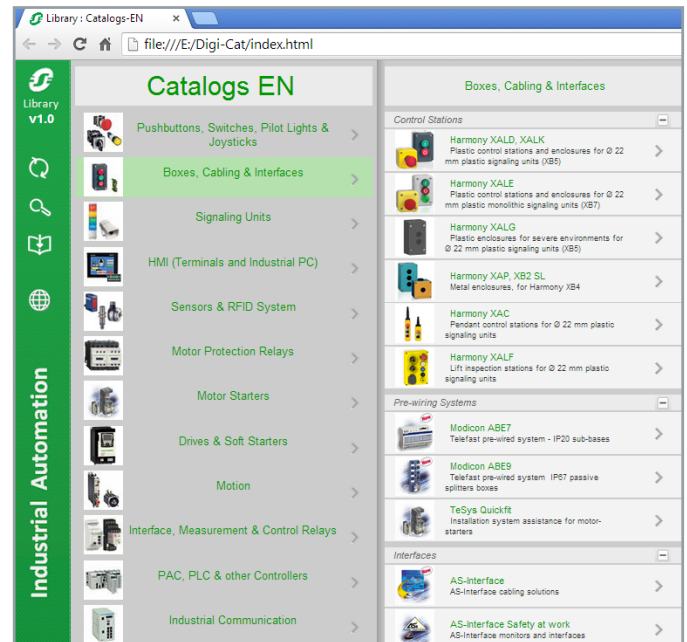 Library : Catalogs-EN
file:///E:/Digi-Cat/index.html
Library
v1.0
Industrial Automation
Catalogs EN
Pushbuttons, Switches, Pilot Lights &
Joysticks
Boxes, Cabling & Interfaces
Signaling Units
HMI (Terminals and Industrial PC)
Sensors & RFID System
Motor Protection Relays
Motor Starters
Drives & Soft Starters
Motion
Interface, Measurement & Control Relays
PAC, PLC & other Controllers
Industrial Communication
Boxes, Cabling & Interfaces
Control Stations
Harmony XALD, XALK
Plastic control stations and enclosures for Ø 22
mm plastic signaling units (XB5)
Harmony XALE
Plastic control stations and enclosures for Ø 22
mm plastic monolithic signaling units (XB7)
Harmony XALG
Plastic enclosures for severe environments for
Ø 22 mm plastic signaling units (XB5)
Harmony XAP, XB2 SL
Metal enclosures, for Harmony XB4
Harmony XAC
Pendant control stations for Ø 22 mm plastic
signaling units
Harmony XALF
Lift inspection stations for Ø 22 mm plastic
signaling units
Pre-wiring Systems
Modicon ABE7
Telefast pre-wired system - IP20 sub-bases
Modicon ABE9
Telefast pre-wired system IP67 passive
splitters boxes
TeSys Quickfit
Installation system assistance for motor-
starters
Interfaces
AS-Interface
AS-Interface cabling solutions
AS-Interface Safety at work
AS-Interface monitors and interfaces